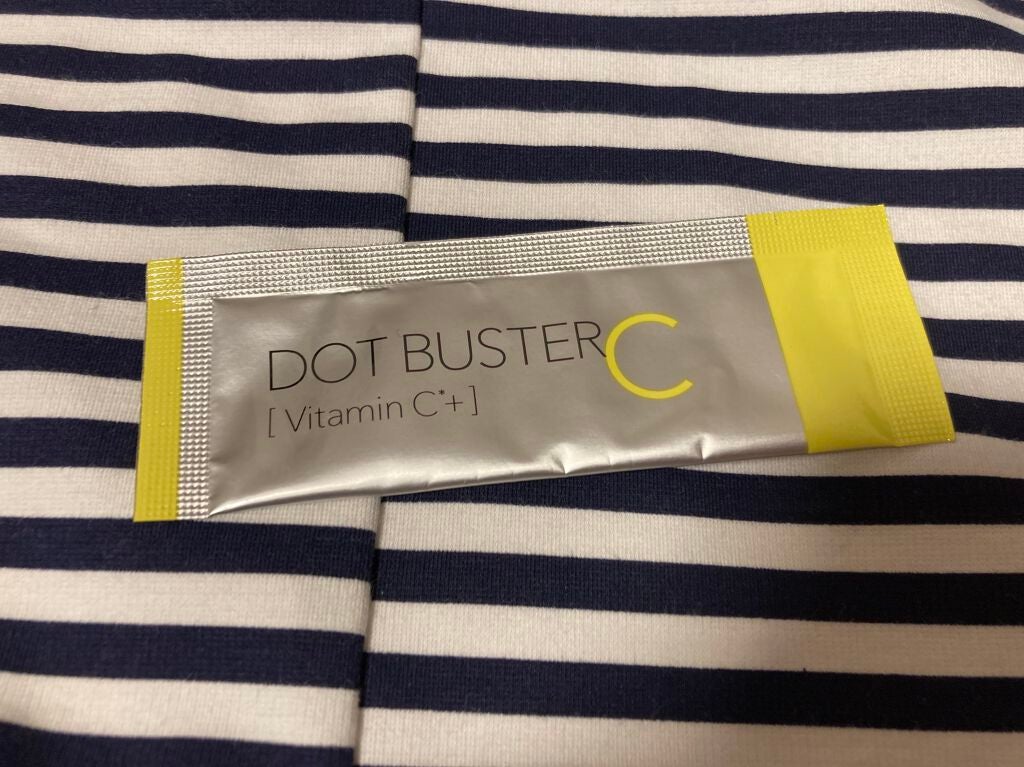 DOT BUSTER C
[ Vitamin C*+ ]